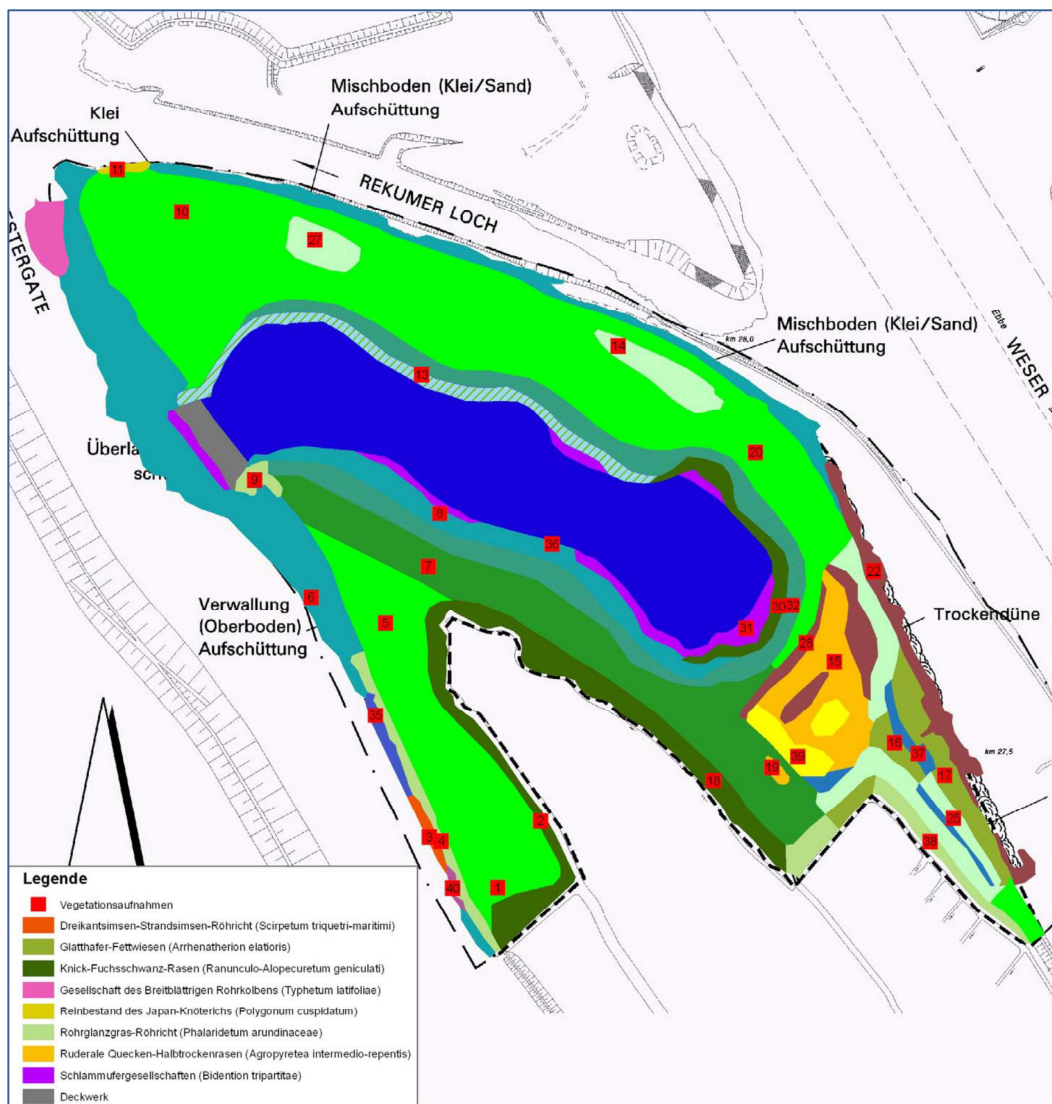 Mischboden (Klei/Sand)
Aufschüttung
Klei
Aufschüttung
REKUMER LOCH
STERGATE
Mischboden (Klei/Sand)
Aufschüttung
km 28,0
Ebbe
WESER
11
10
27
14
13
20
Überla
sch
9
8
36
7
6
5
22
Verwallung
(Oberboden)
Aufschüttung
Trockendüne
30
32
31
28
15
35
16
37
km 27,5
17
39
19
18
25
38
2
3
4
40
1
Legende
Vegetationsaufnahmen
Dreikantsimsen-Strandsimsen-Röhricht (Scirpetum triquetri-maritimi)
Glatthafer-Fettwiesen (Arrhenatherion elatioris)
Knick-Fuchsschwanz-Rasen (Ranunculo-Alopecuretum geniculati)
Gesellschaft des Breitblättrigen Rohrkolbens (Typhetum latifoliae)
Reinbestand des Japan-Knöterichs (Polygonum cuspidatum)
Rohrglanzgras-Röhricht (Phalaridetum arundinaceae)
Ruderale Quecken-Halbtrockenrasen (Agropyretea intermedio-repentis)
Schlammufergesellschaften (Bidention tripartitae)
Deckwerk